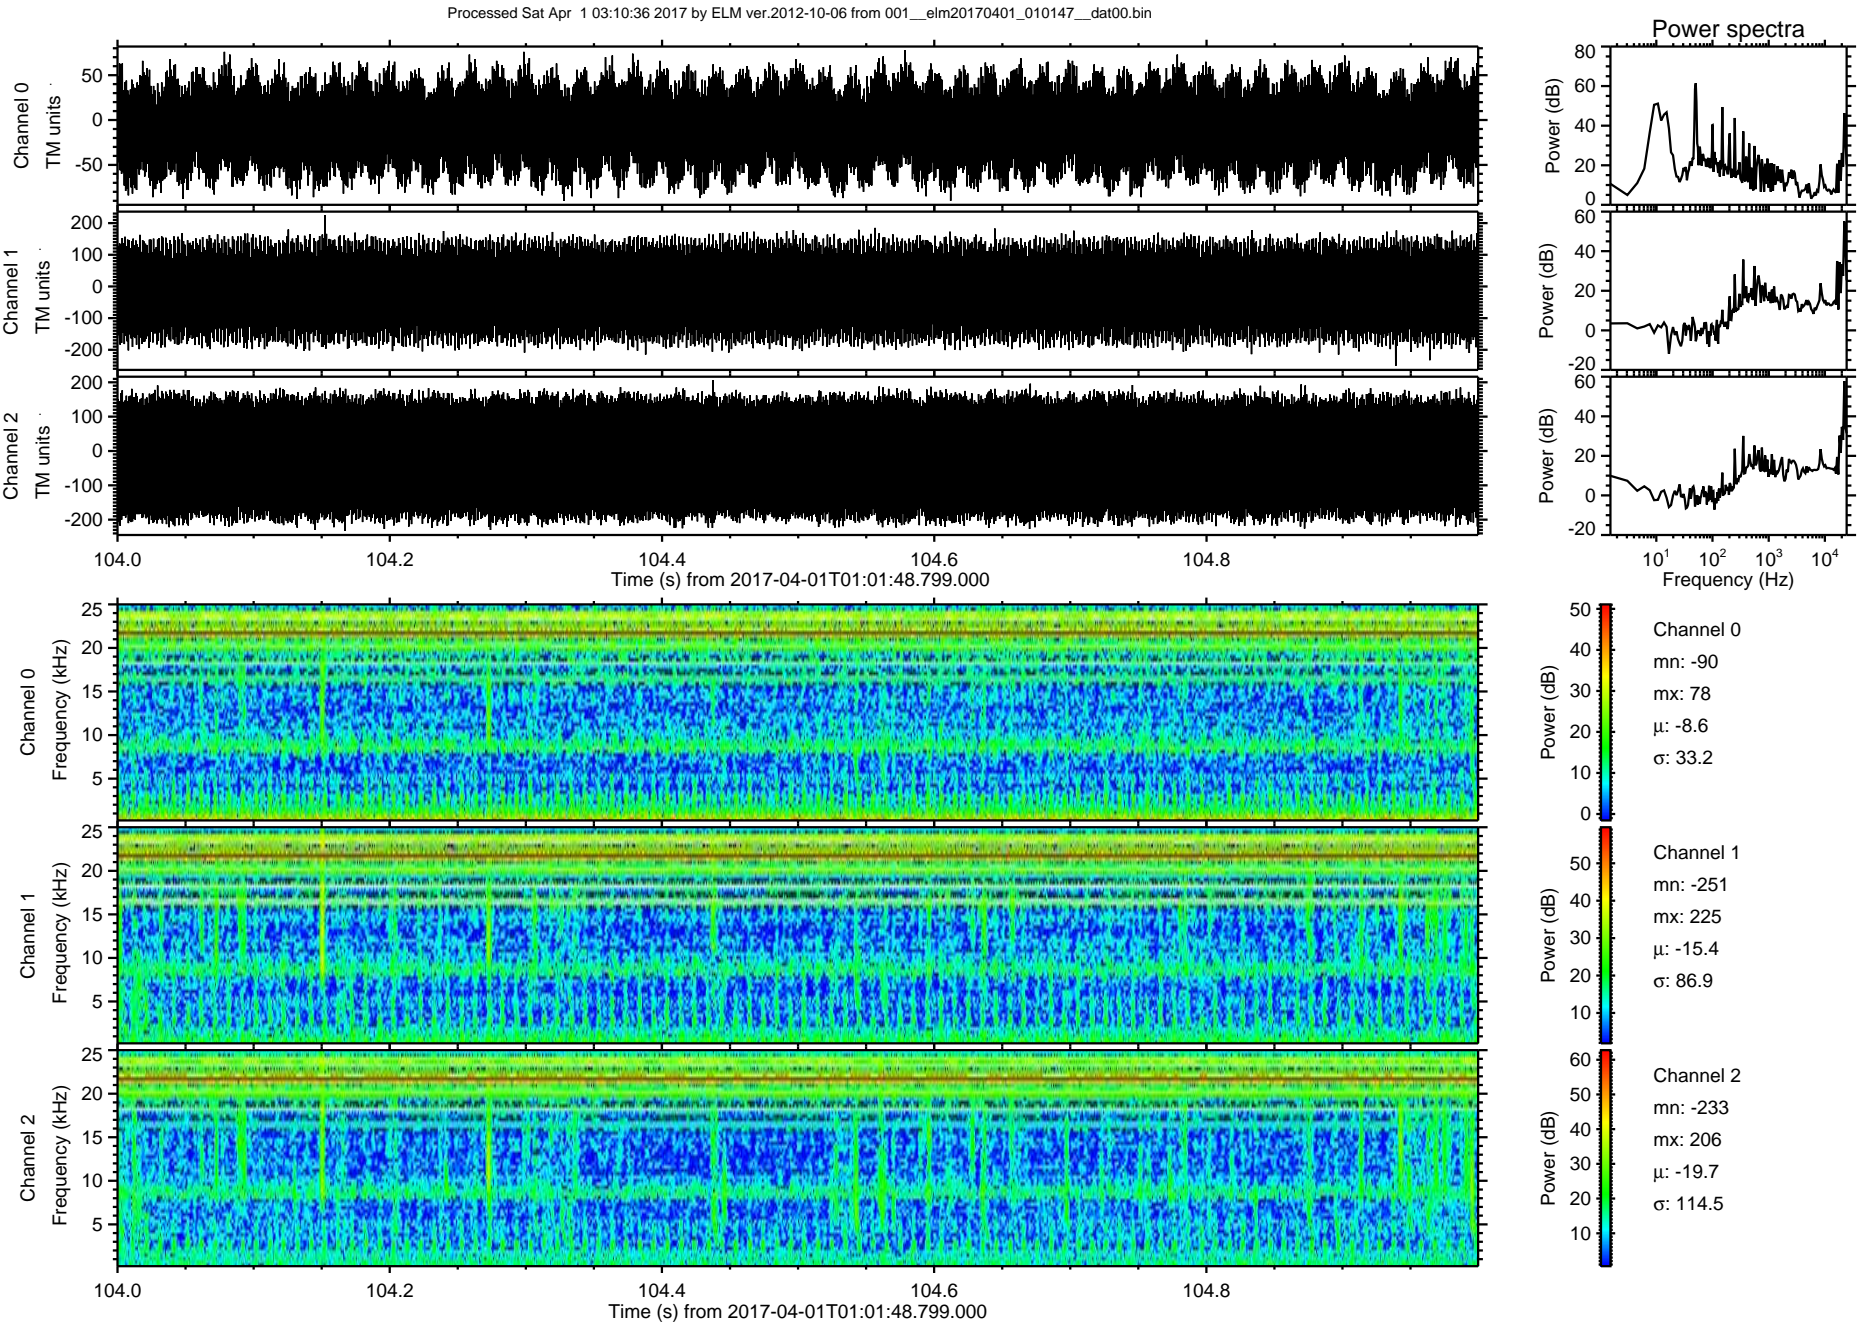 Processed Sat Apr  1 03:10:36 2017 by ELM ver.2012-10-06 from 001__elm20170401_010147__dat00.bin
Power spectra
Channel 0
TM units
50
0
-50
Power (dB)
80
60
40
20
0
Channel 1
TM units
200
100
0
-100
-200
Power (dB)
60
40
20
0
-20
Channel 2
TM units
200
100
0
-100
-200
Power (dB)
60
40
20
0
-20
104.0 104.2 104.4 104.6 104.8
Time (s) from 2017-04-01T01:01:48.799.000
10^1 10^2 10^3 10^4
Frequency (Hz)
Channel 0
Frequency (kHz)
25
20
15
10
5
Power (dB)
50
40
30
20
10
0
Channel 0
mn: -90
mx: 78
μ: -8.6
σ: 33.2
Channel 1
Frequency (kHz)
25
20
15
10
5
Power (dB)
50
40
30
20
10
Channel 1
mn: -251
mx: 225
μ: -15.4
σ: 86.9
Channel 2
Frequency (kHz)
25
20
15
10
5
Power (dB)
60
50
40
30
20
10
Channel 2
mn: -233
mx: 206
μ: -19.7
σ: 114.5
104.0 104.2 104.4 104.6 104.8
Time (s) from 2017-04-01T01:01:48.799.000